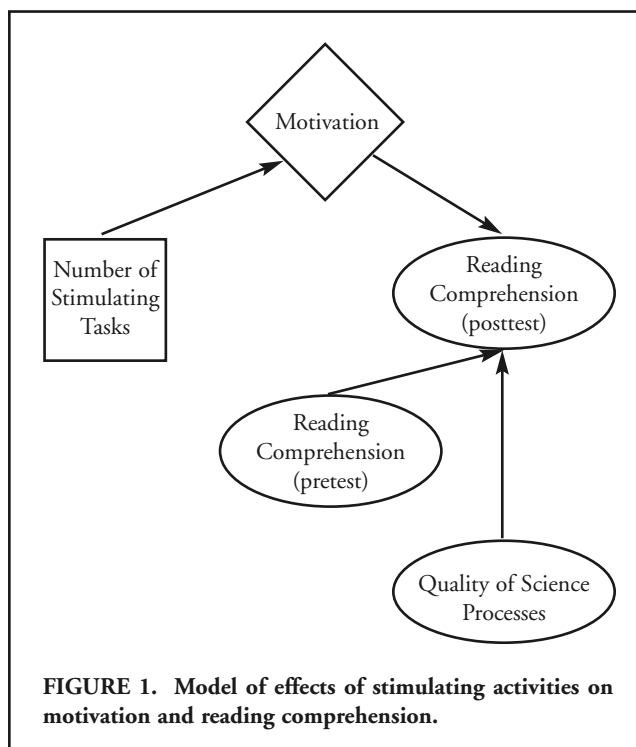 Motivation
Number of
Stimulating
Tasks
Reading
Comprehension
(posttest)
Reading
Comprehension
(pretest)
Quality of Science
Processes
FIGURE 1. Model of effects of stimulating activities on
motivation and reading comprehension.